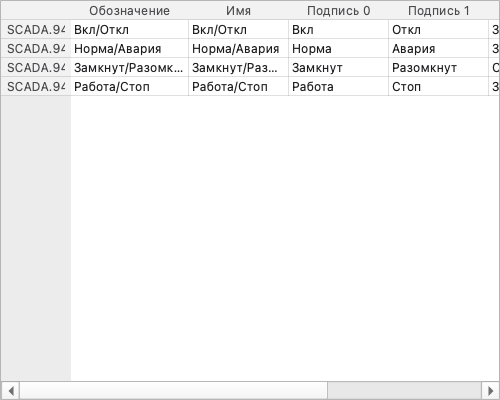 Обозначение Имя Подпись 0 Подпись 1
SCADA.94 Вкл/Откл Вкл/Откл Вкл Откл
SCADA.94 Норма/Авария Норма/Авария Норма Авария
SCADA.94 Замкнут/Разомк... Замкнут/Раз... Замкнут Разомкнут
SCADA.94 Работа/Стоп Работа/Стоп Работа Стоп